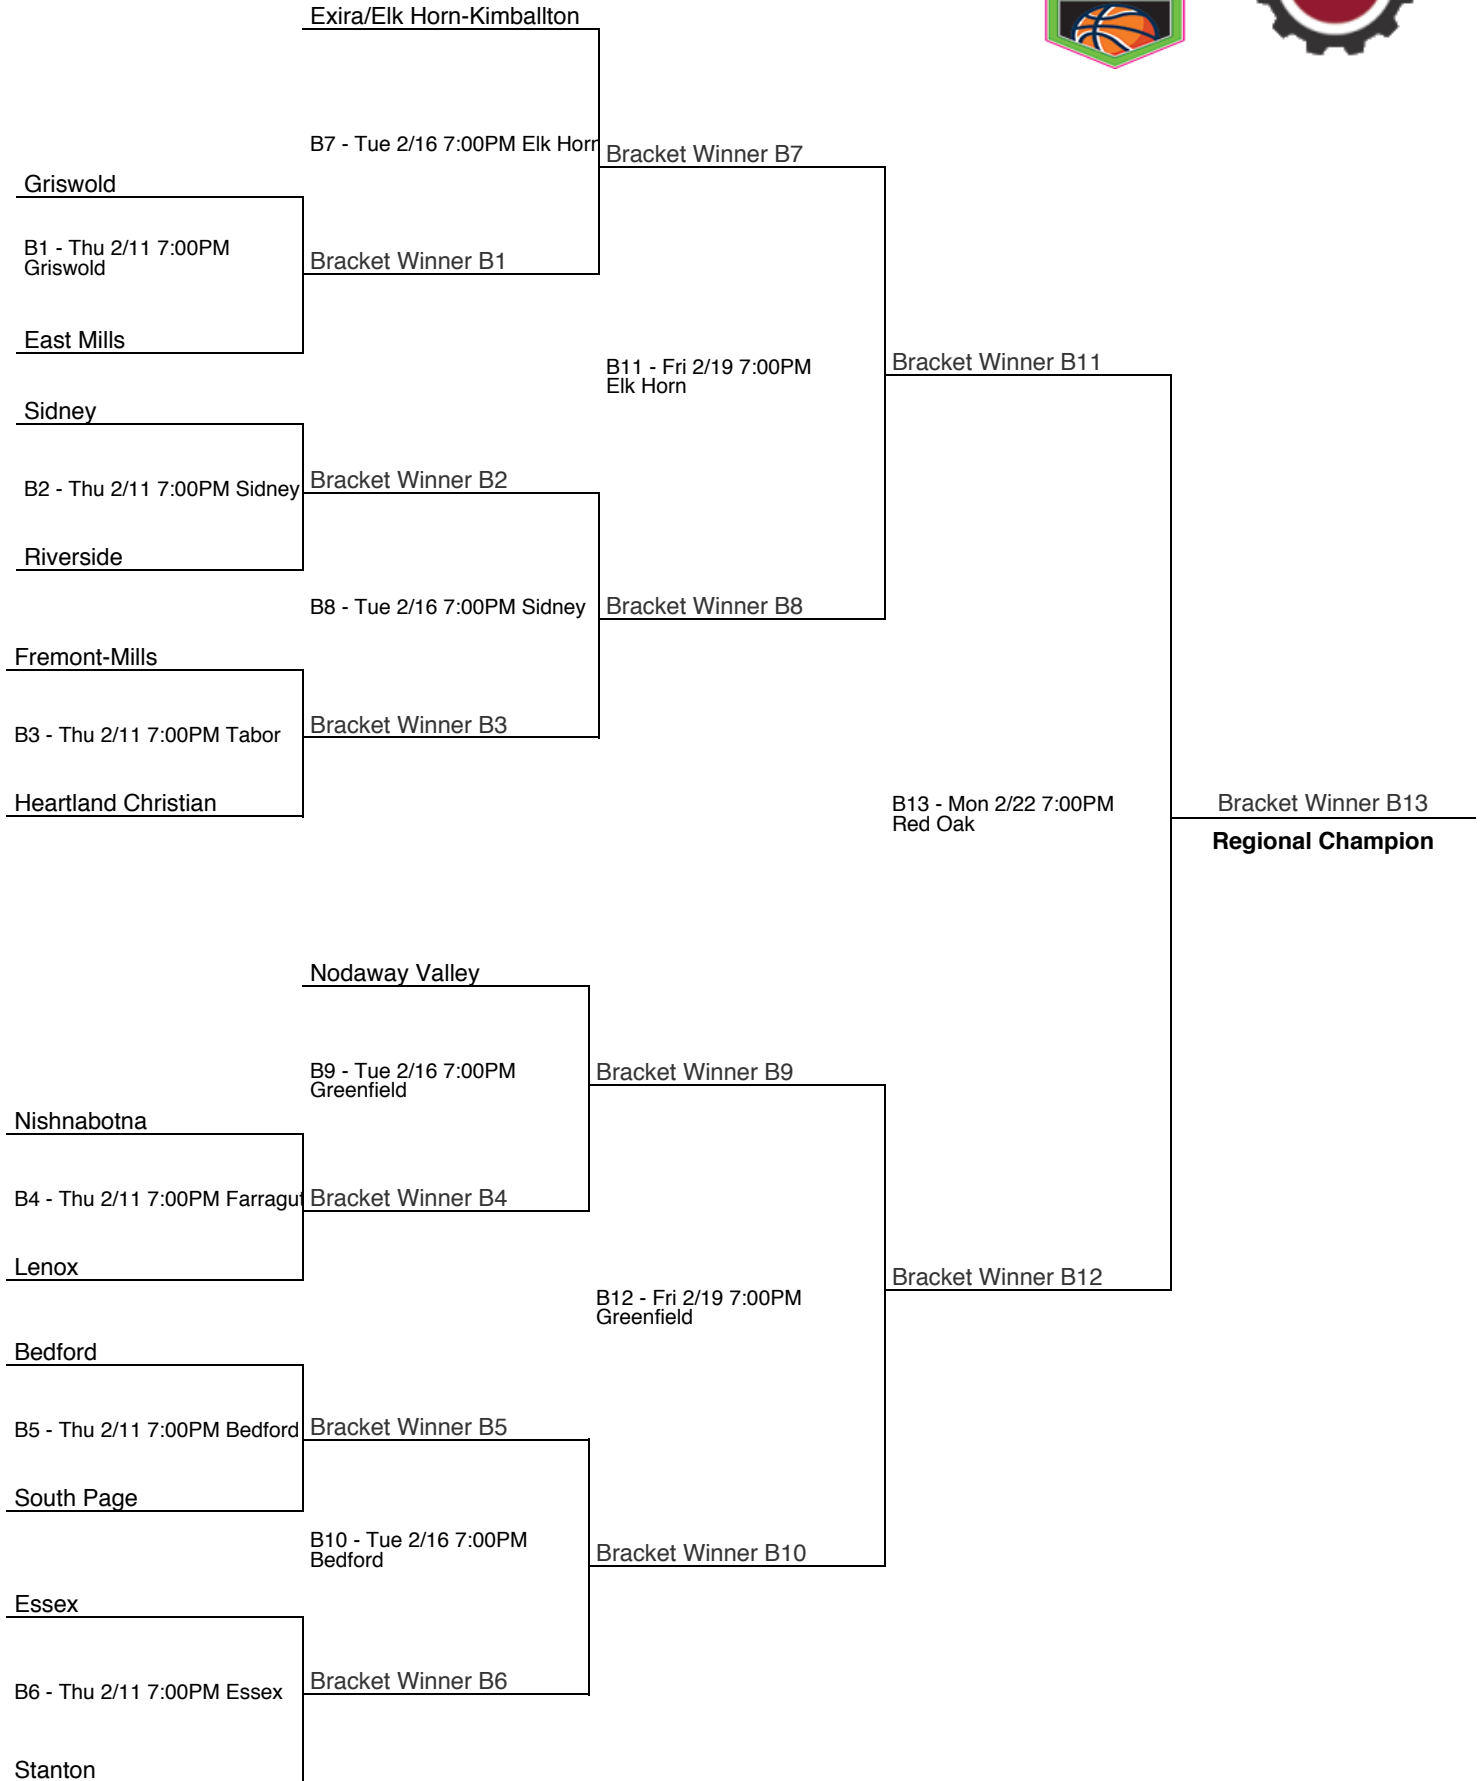 Exira/Elk Horn-Kimballton
B7 - Tue 2/16 7:00PM Elk Horn
Bracket Winner B7
Griswold
B1 - Thu 2/11 7:00PM
Griswold
Bracket Winner B1
East Mills
B11 - Fri 2/19 7:00PM
Elk Horn
Bracket Winner B11
Sidney
B2 - Thu 2/11 7:00PM Sidney
Bracket Winner B2
Riverside
B8 - Tue 2/16 7:00PM Sidney
Bracket Winner B8
Fremont-Mills
B3 - Thu 2/11 7:00PM Tabor
Bracket Winner B3
Heartland Christian
B13 - Mon 2/22 7:00PM
Red Oak
Bracket Winner B13
Regional Champion
Nodaway Valley
B9 - Tue 2/16 7:00PM
Greenfield
Bracket Winner B9
Nishnabotna
B4 - Thu 2/11 7:00PM Farragut
Bracket Winner B4
Lenox
B12 - Fri 2/19 7:00PM
Greenfield
Bracket Winner B12
Bedford
B5 - Thu 2/11 7:00PM Bedford
Bracket Winner B5
South Page
B10 - Tue 2/16 7:00PM
Bedford
Bracket Winner B10
Essex
B6 - Thu 2/11 7:00PM Essex
Bracket Winner B6
Stanton